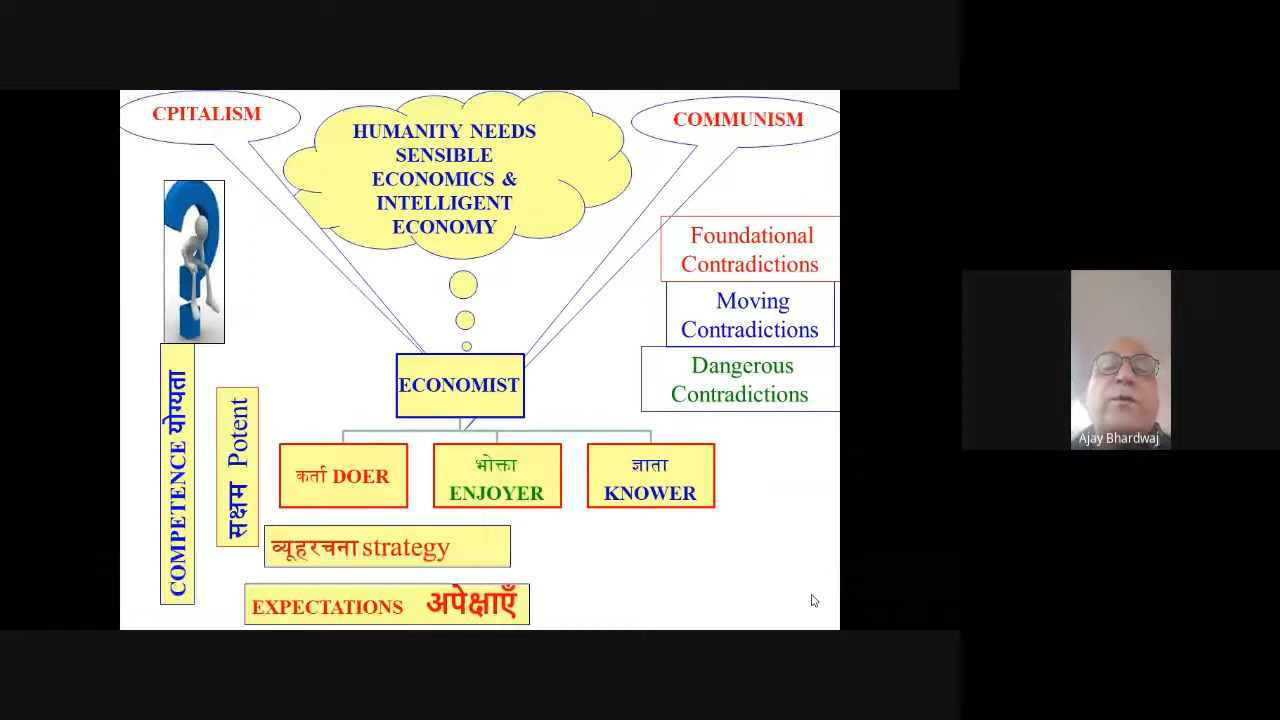 CPITALISM
HUMANITY NEEDS
SENSIBLE
ECONOMICS &
INTELLIGENT
ECONOMY
COMMUNISM
Foundational
Contradictions
Moving
Contradictions
Dangerous
Contradictions
ECONOMIST
कर्ता DOER
भोक्ता
ENJOYER
ज्ञाता
KNOWER
COMPETENCE योग्यता
सक्षम Potent
व्यूहरचना strategy
EXPECTATIONS अपेक्षाएँ
Ajay Bhardwaj